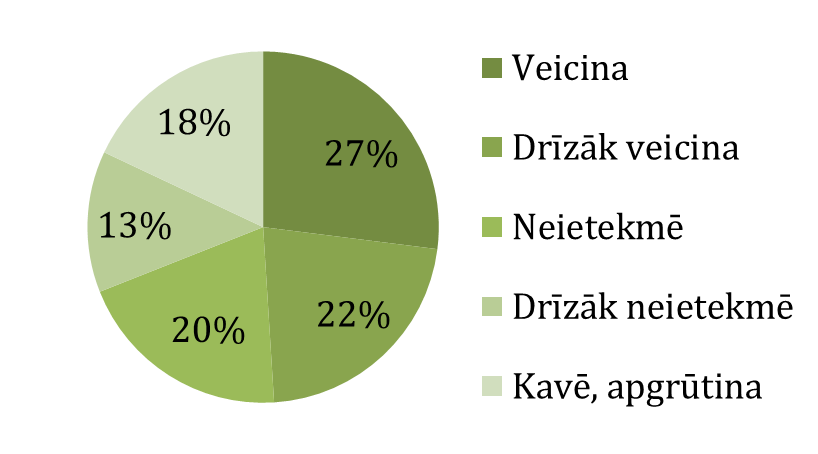 27%
22%
20%
13%
18%
Veicina
Drīzāk veicina
Neietekmē
Drīzāk neietekmē
Kavē, apgrūtina